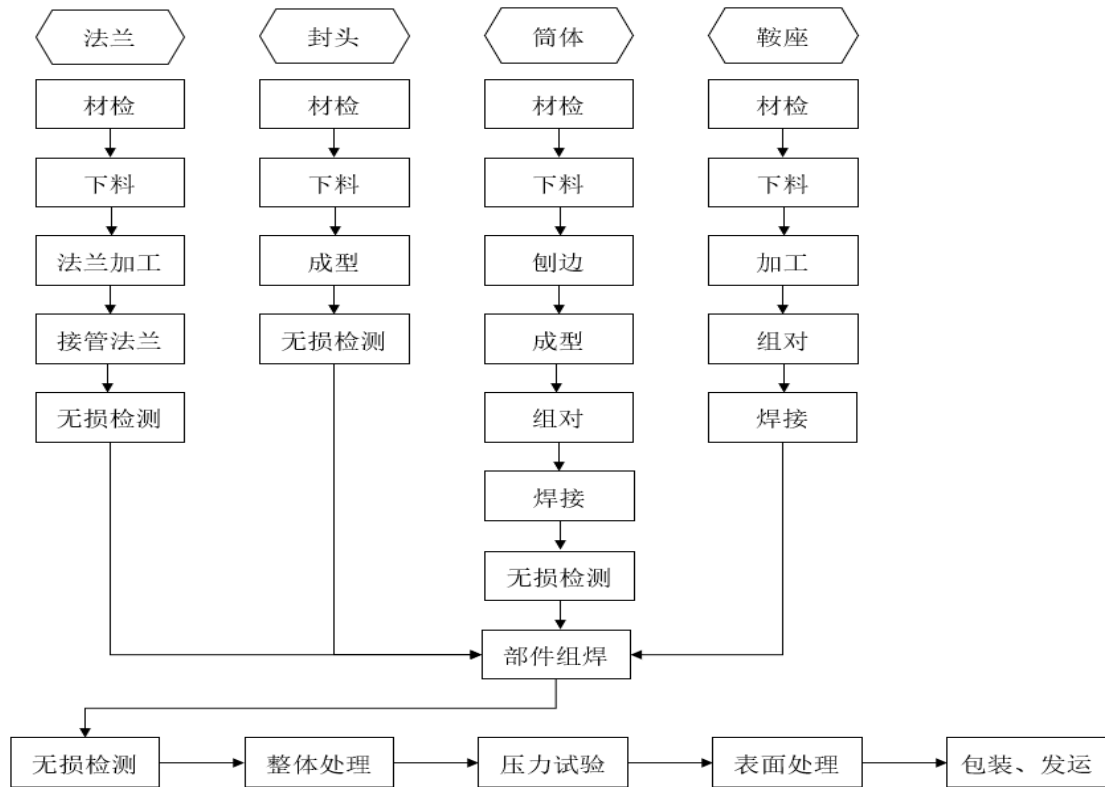 法兰
封头
筒体
鞍座
材检
材检
材检
材检
下料
下料
下料
下料
法兰加工
成型
刨边
加工
接管法兰
无损检测
成型
组对
无损检测
组对
焊接
焊接
无损检测
部件组焊
无损检测
整体处理
压力试验
表面处理
包装、发运